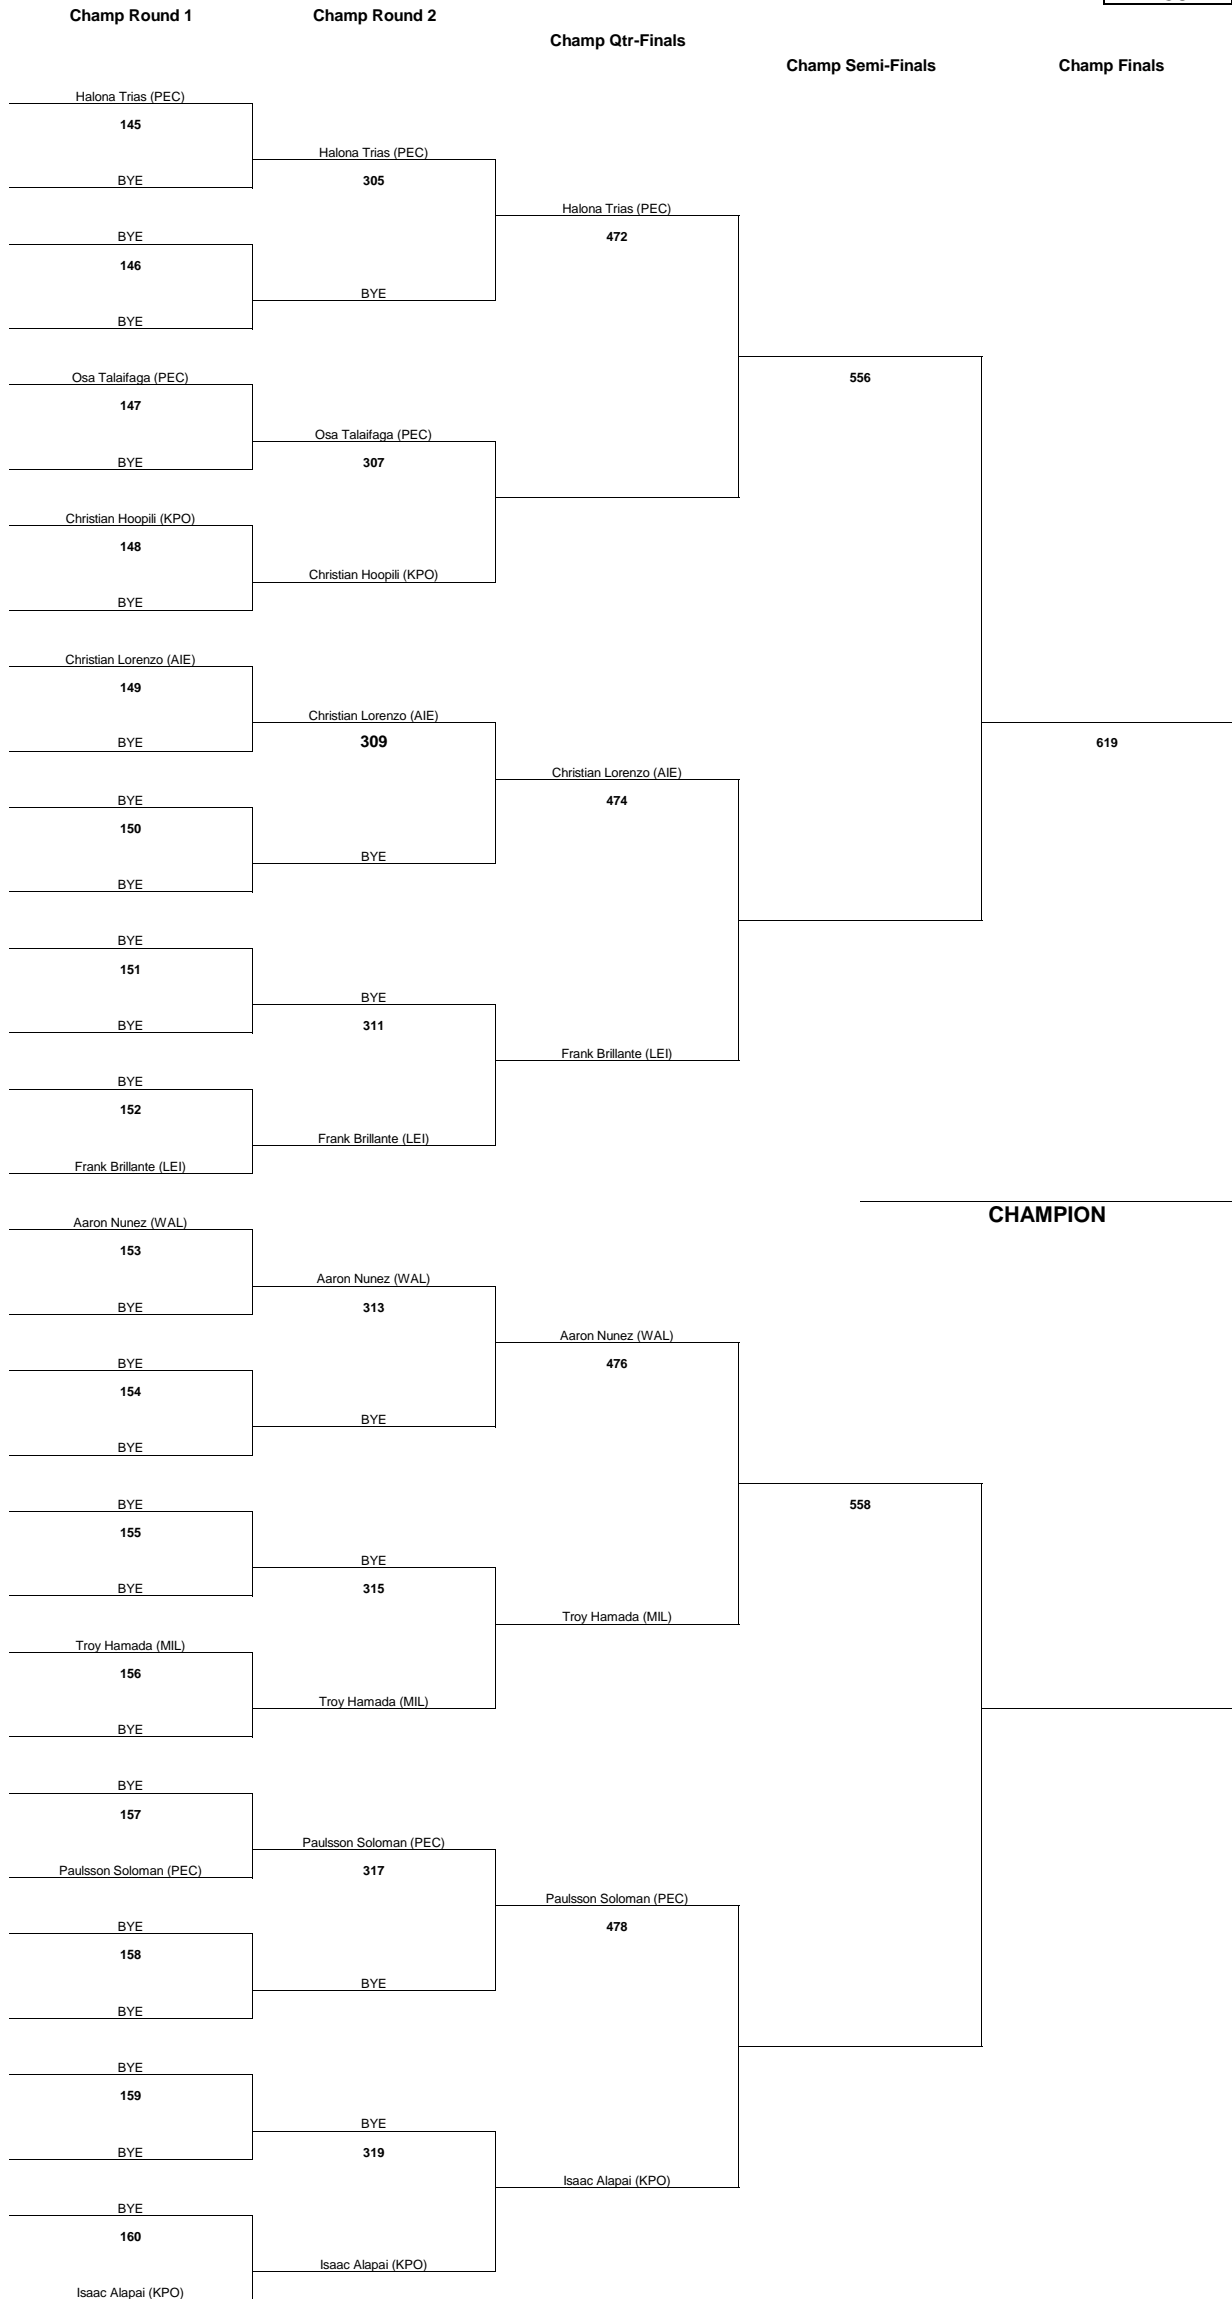 Champ Round 1
Champ Round 2
Champ Qtr-Finals
Champ Semi-Finals
Champ Finals
Halona Trias (PEC)
145
Halona Trias (PEC)
BYE
305
Halona Trias (PEC)
BYE
472
146
BYE
BYE
Osa Talaifaga (PEC)
556
147
Osa Talaifaga (PEC)
BYE
307
Christian Hoopili (KPO)
148
Christian Hoopili (KPO)
BYE
Christian Lorenzo (AIE)
149
Christian Lorenzo (AIE)
BYE
309
619
Christian Lorenzo (AIE)
BYE
474
150
BYE
BYE
BYE
151
BYE
BYE
311
Frank Brillante (LEI)
BYE
152
Frank Brillante (LEI)
Frank Brillante (LEI)
CHAMPION
Aaron Nunez (WAL)
153
Aaron Nunez (WAL)
BYE
313
Aaron Nunez (WAL)
BYE
476
154
BYE
BYE
BYE
558
155
BYE
BYE
315
Troy Hamada (MIL)
Troy Hamada (MIL)
156
Troy Hamada (MIL)
BYE
BYE
157
Paulsson Soloman (PEC)
Paulsson Soloman (PEC)
317
Paulsson Soloman (PEC)
BYE
478
158
BYE
BYE
BYE
159
BYE
BYE
319
Isaac Alapai (KPO)
BYE
160
Isaac Alapai (KPO)
Isaac Alapai (KPO)